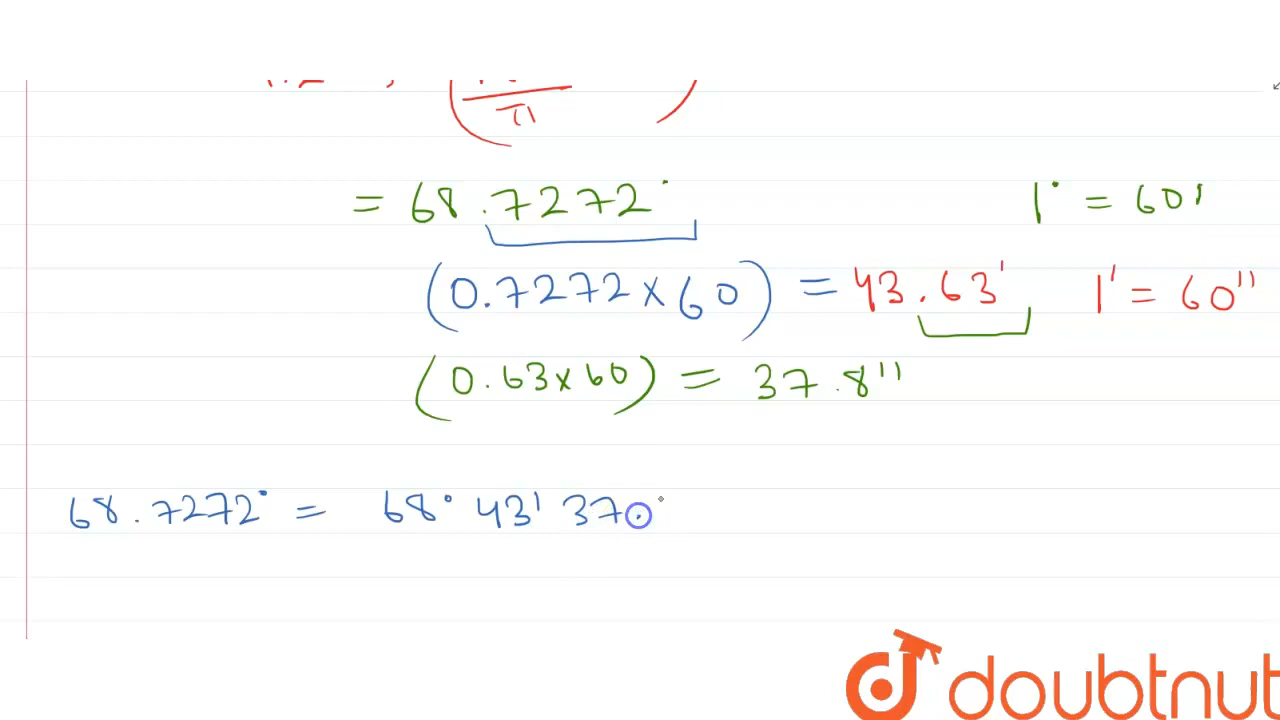 π
= 68.7272° 1° = 60'
(0.7272×60) = 43.63' 1' = 60''
(0.63×60) = 37.8''
68.7272° = 68° 43' 37.
doubtnut